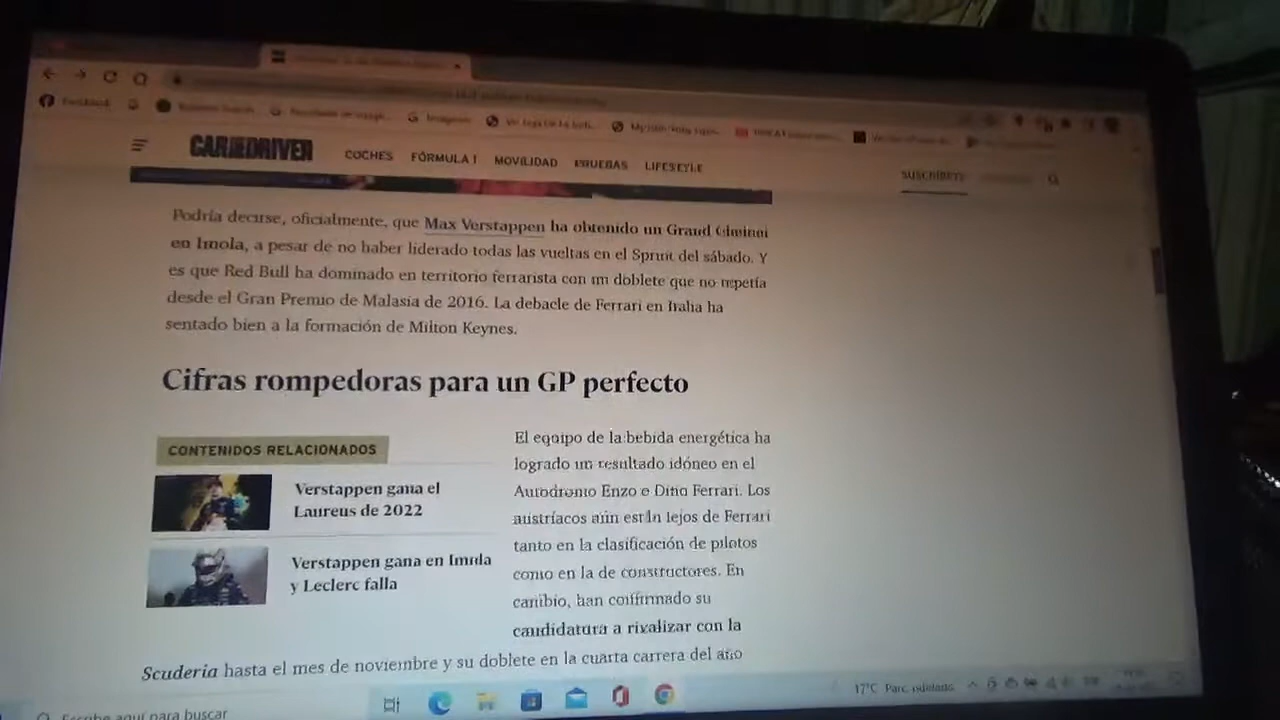 Facebook
CAR AND DRIVER
COCHES FÓRMULA 1 MOVILIDAD PRUEBAS LIFESTYLE
SUSCRÍBETE
Podría decirse, oficialmente, que Max Verstappen ha obtenido un Grand Chelem
en Imola, a pesar de no haber liderado todas las vueltas en el Sprint del sábado. Y
es que Red Bull ha dominado en territorio ferrarista con un doblete que no repetía
desde el Gran Premio de Malasia de 2016. La debacle de Ferrari en Italia ha
sentado bien a la formación de Milton Keynes.
Cifras rompedoras para un GP perfecto
CONTENIDOS RELACIONADOS
Verstappen gana el
Laureus de 2022
Verstappen gana en Imola
y Leclerc falla
El equipo de la bebida energética ha
logrado un resultado idóneo en el
Autodromo Enzo e Dino Ferrari. Los
austríacos aún están lejos de Ferrari
tanto en la clasificación de pilotos
como en la de constructores. En
cambio, han confirmado su
candidatura a rivalizar con la
Scuderia hasta el mes de noviembre y su doblete en la cuarta carrera del año
Escribe aquí para buscar
17°C Parc. nublado